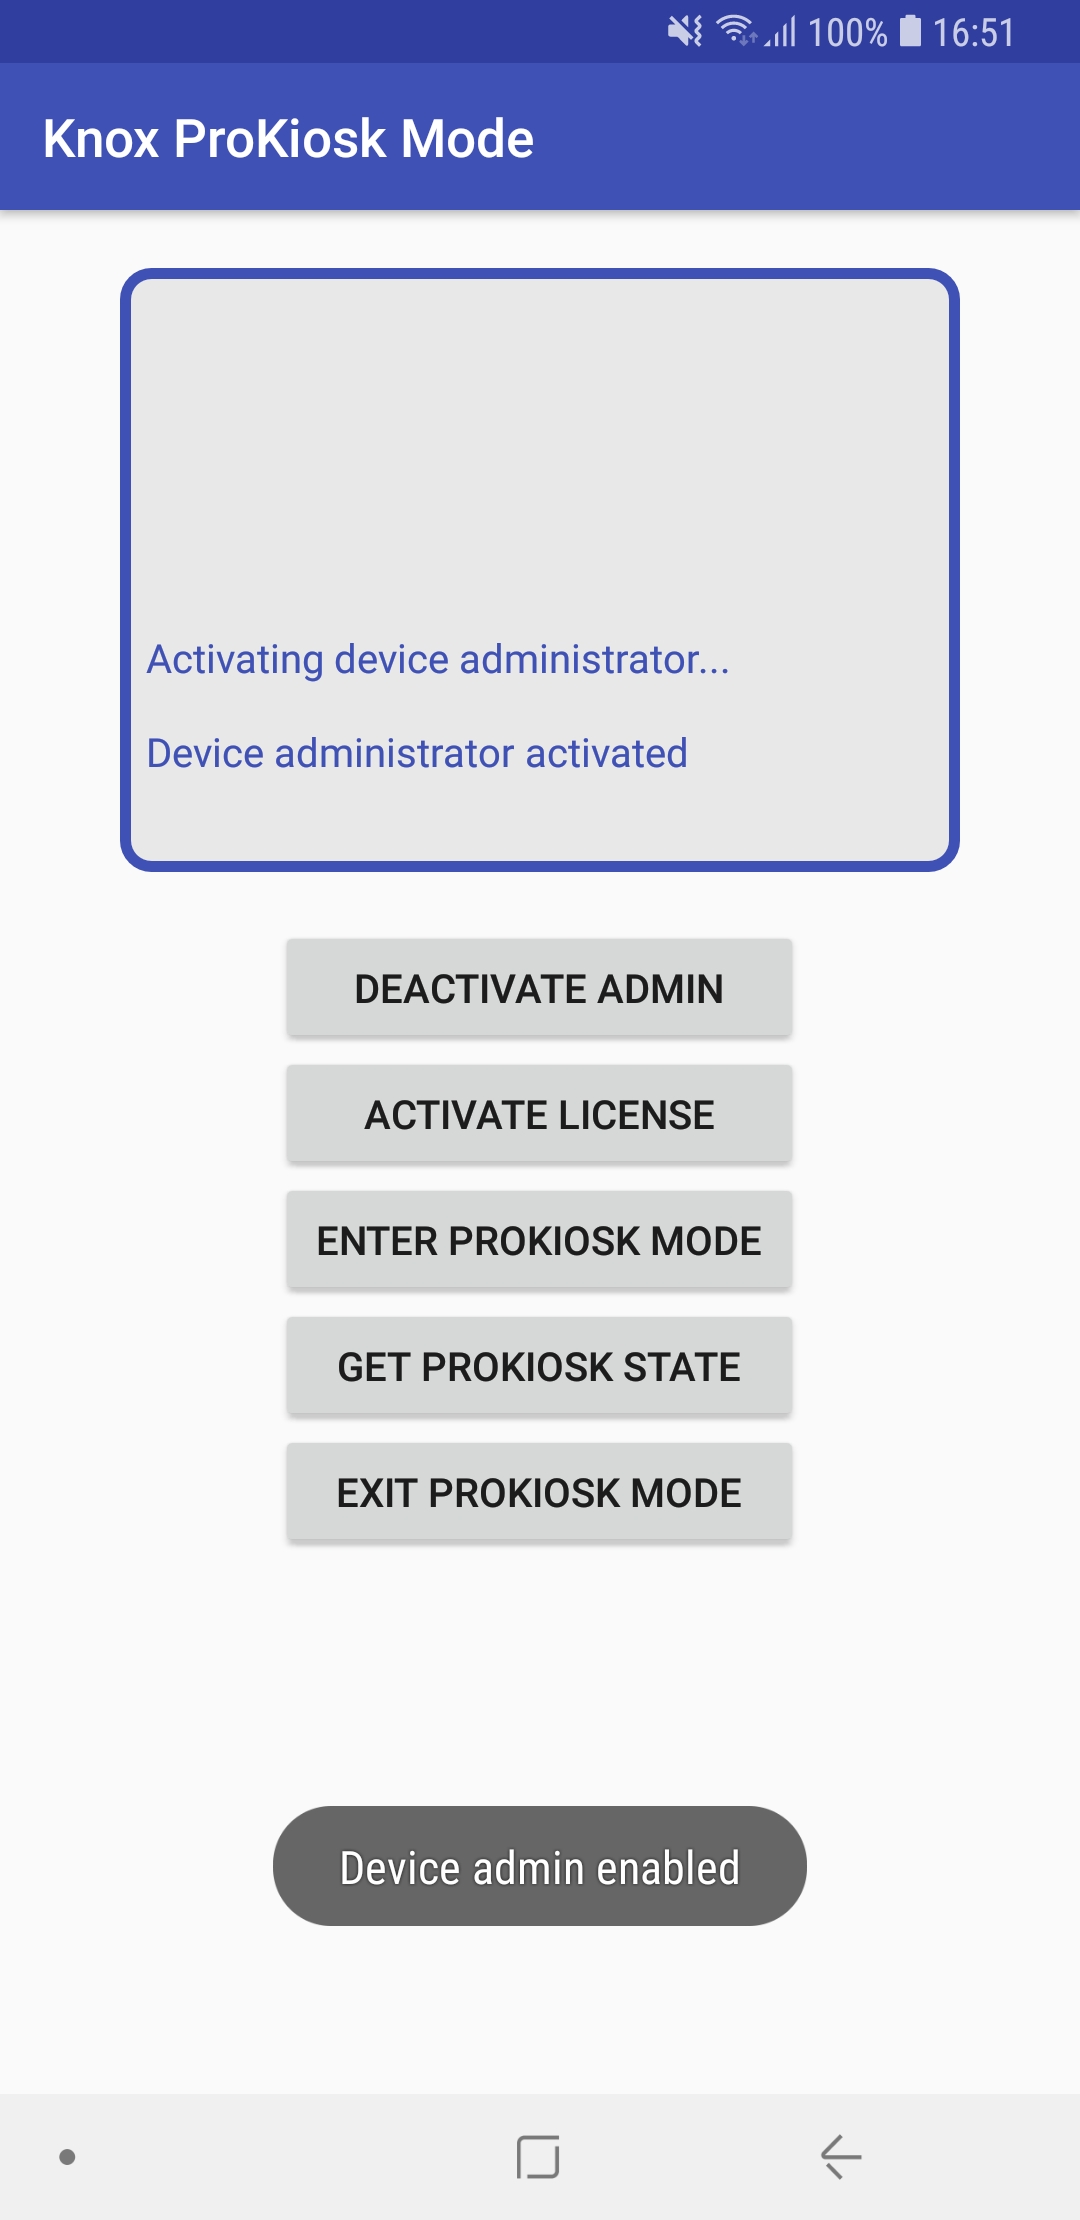 100% 16:51
Knox ProKiosk Mode
Activating device administrator...
Device administrator activated
DEACTIVATE ADMIN
ACTIVATE LICENSE
ENTER PROKIOSK MODE
GET PROKIOSK STATE
EXIT PROKIOSK MODE
Device admin enabled